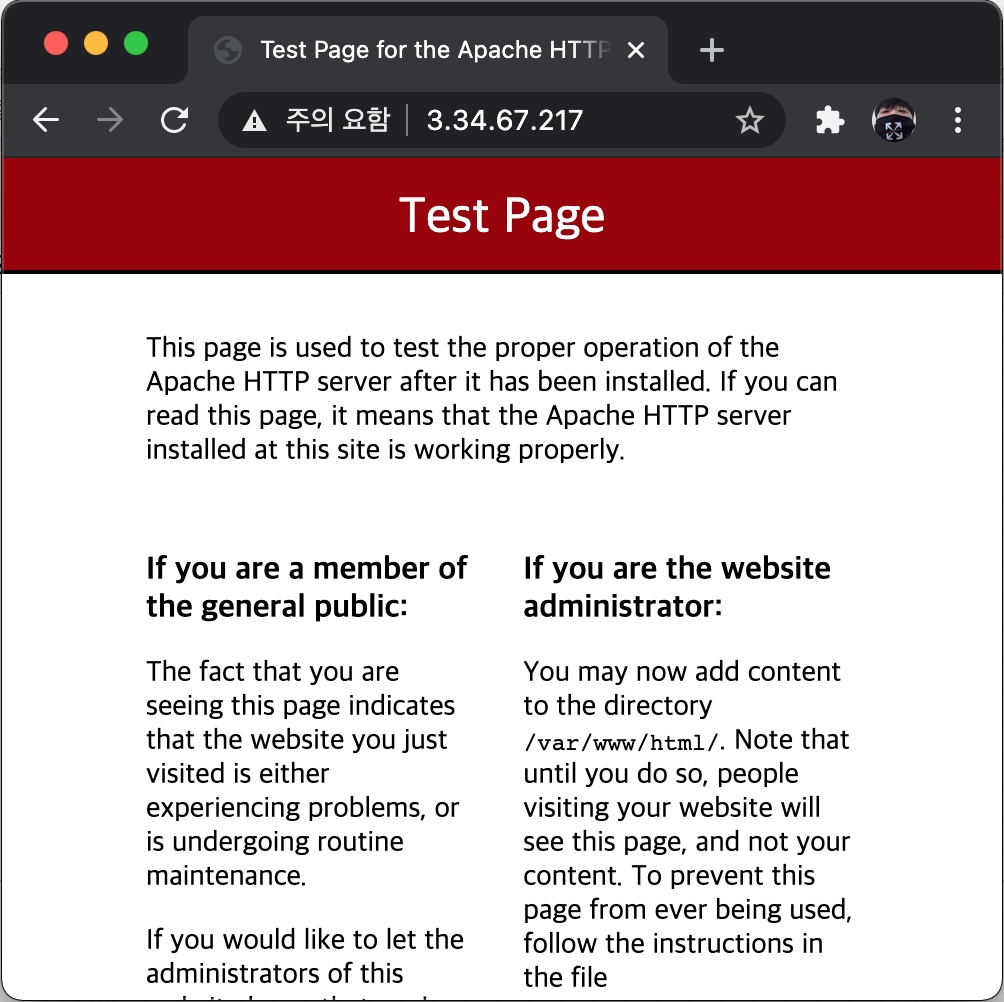 Test Page for the Apache HTTP
주의 요함
3.34.67.217
Test Page
This page is used to test the proper operation of the
Apache HTTP server after it has been installed. If you can
read this page, it means that the Apache HTTP server
installed at this site is working properly.
If you are a member of
the general public:
The fact that you are
seeing this page indicates
that the website you just
visited is either
experiencing problems, or
is undergoing routine
maintenance.
If you would like to let the
administrators of this
If you are the website
administrator:
You may now add content
to the directory
/var/www/html/. Note that
until you do so, people
visiting your website will
see this page, and not your
content. To prevent this
page from ever being used,
follow the instructions in
the file